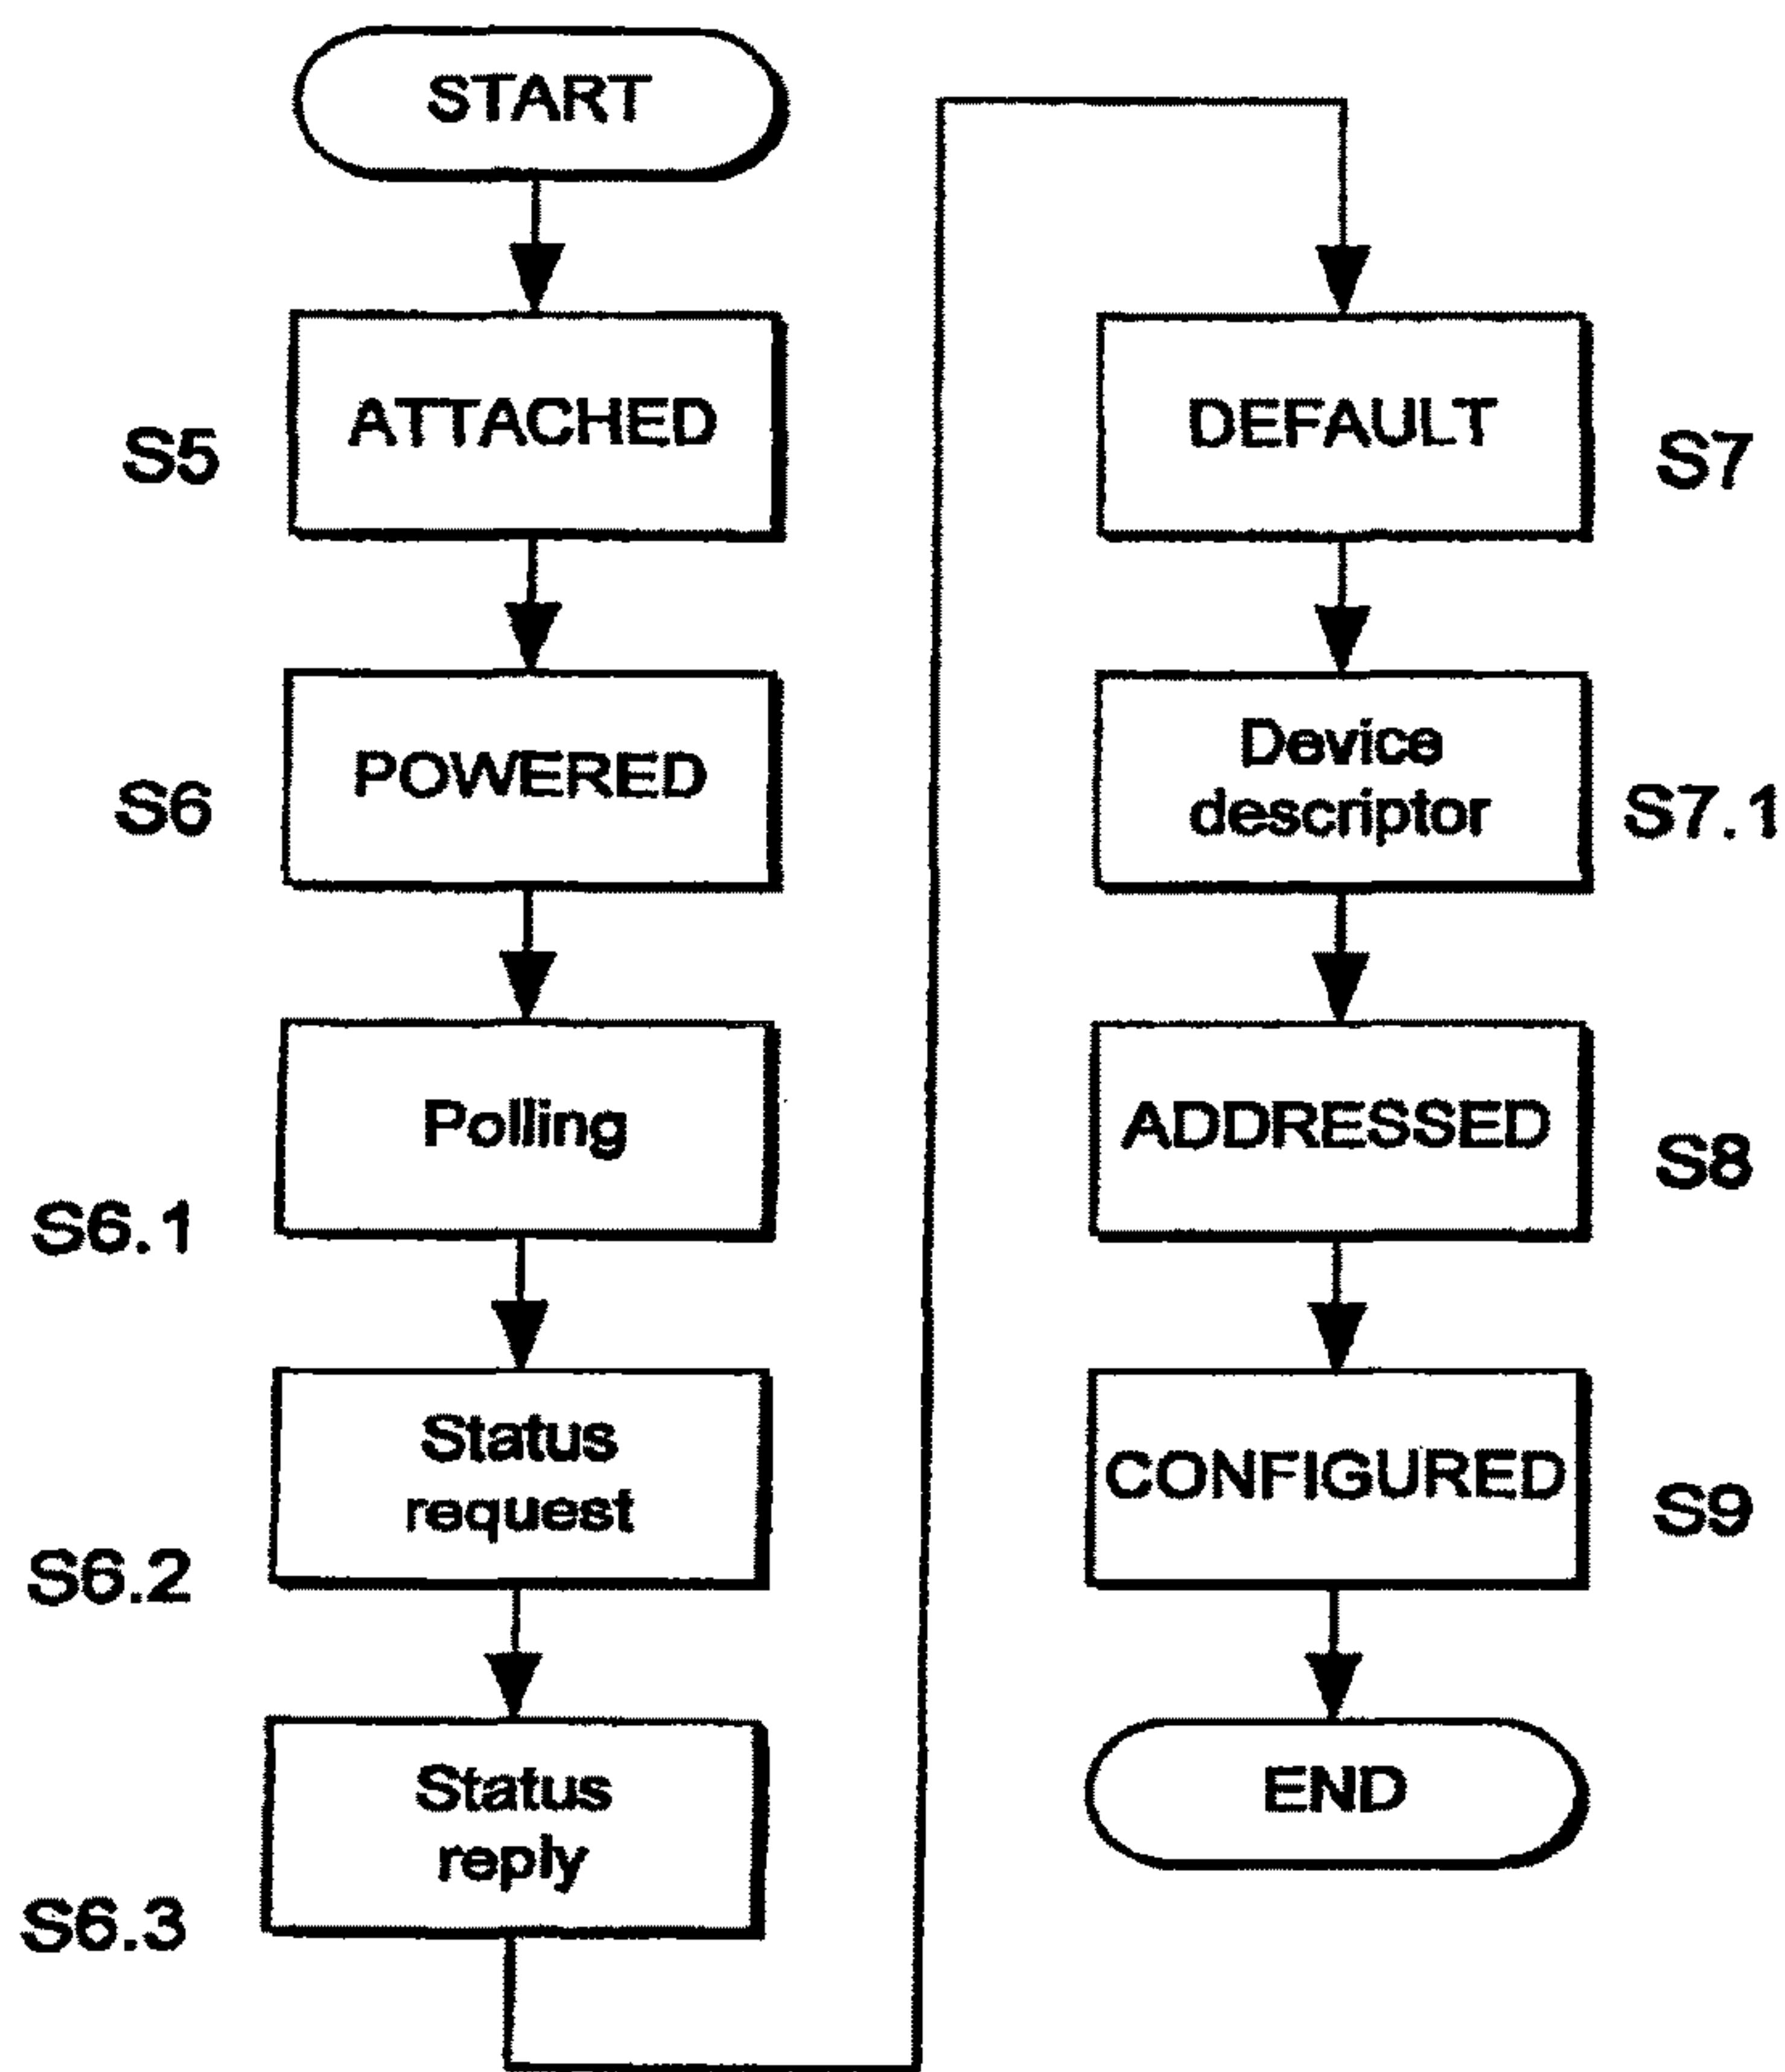 START
ATTACHED
S5
POWERED
S6
Polling
S6.1
Status
request
S6.2
Status
reply
S6.3
DEFAULT
S7
Device
descriptor
S7.1
ADDRESSED
S8
CONFIGURED
S9
END